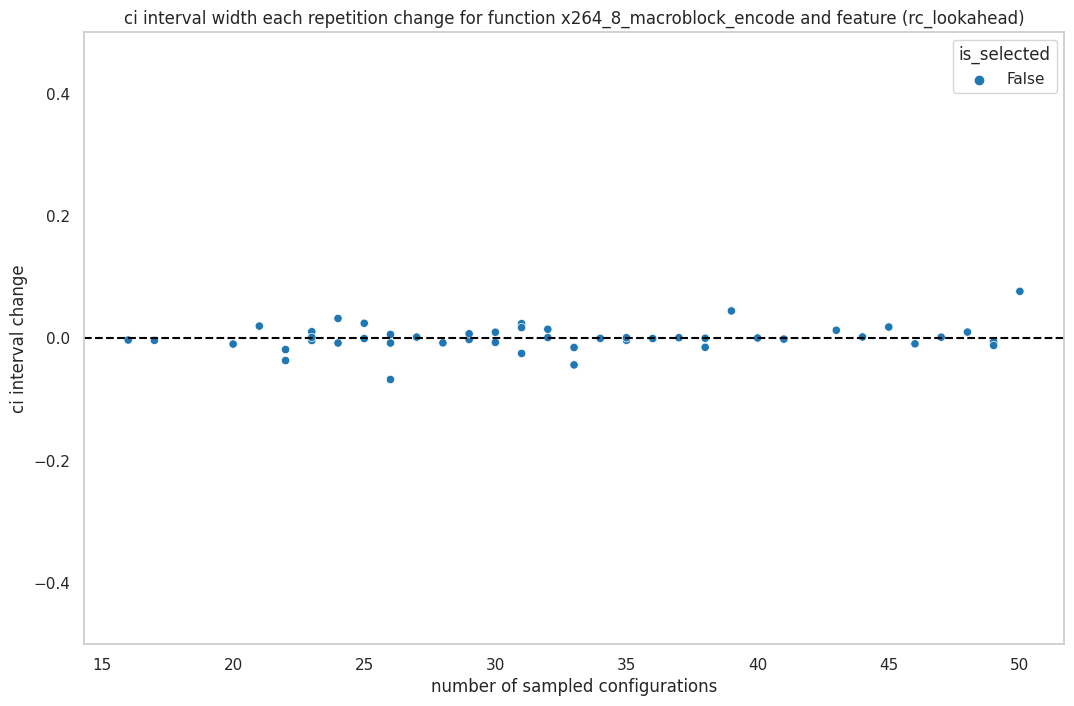 ci interval width each repetition change for function x264_8_macroblock_encode and feature (rc_lookahead)
is_selected
False
0.4
0.2
0.0
−0.2
−0.4
ci interval change
15 20 25 30 35 40 45 50
number of sampled configurations